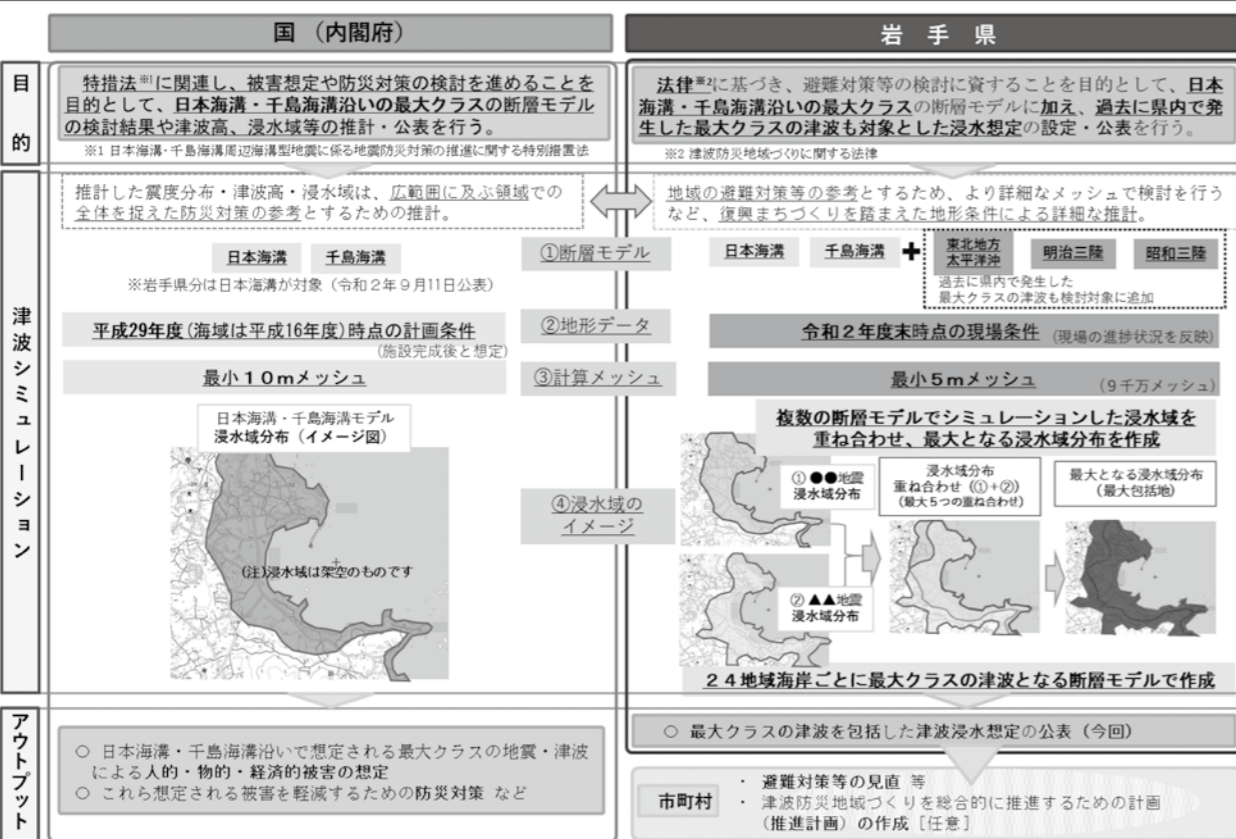 国 （内閣府）
岩 手 県
目的
特措法※1に関連し、被害想定や防災対策の検討を進めることを
目的として、日本海溝・千島海溝沿いの最大クラスの断層モデル
の検討結果や津波高、浸水域等の推計・公表を行う。
※1 日本海溝・千島海溝周辺海溝型地震に係る地震防災対策の推進に関する特別措置法
法律※2に基づき、避難対策等の検討に資することを目的として、日本
海溝・千島海溝沿いの最大クラスの断層モデルに加え、過去に県内で発
生した最大クラスの津波も対象とした浸水想定の設定・公表を行う。
※2 津波防災地域づくりに関する法律
津波シミュレーション
推計した震度分布・津波高・浸水域は、広範囲に及ぶ領域での
全体を捉えた防災対策の参考とするための推計。
地域の避難対策等の参考とするため、より詳細なメッシュで検討を行う
など、復興まちづくりを踏まえた地形条件による詳細な推計。
日本海溝 千島海溝
※岩手県分は日本海溝が対象（令和２年９月11日公表）
①断層モデル
日本海溝 千島海溝 ＋
東北地方
太平洋沖
明治三陸 昭和三陸
過去に県内で発生した
最大クラスの津波も検討対象に追加
平成29年度（海域は平成16年度）時点の計画条件
（施設完成後と想定）
②地形データ
令和２年度末時点の現場条件 （現場の進捗状況を反映）
最小１０ｍメッシュ
③計算メッシュ
最小５ｍメッシュ （９千万メッシュ）
日本海溝・千島海溝モデル
浸水域分布（イメージ図）
(注)浸水域は架空のものです
④浸水域の
イメージ
複数の断層モデルでシミュレーションした浸水域を
重ね合わせ、最大となる浸水域分布を作成
① ●●地震
浸水域分布
② ▲▲地震
浸水域分布
浸水域分布
重ね合わせ（(①+②)）
（最大５つの重ね合わせ）
最大となる浸水域分布
（最大包括地）
２４地域海岸ごとに最大クラスの津波となる断層モデルで作成
アウトプット
○ 日本海溝・千島海溝沿いで想定される最大クラスの地震・津波
による人的・物的・経済的被害の想定
○ これら想定される被害を軽減するための防災対策 など
○ 最大クラスの津波を包括した津波浸水想定の公表（今回）
市町村
・ 避難対策等の見直 等
・ 津波防災地域づくりを総合的に推進するための計画
（推進計画）の作成［任意］